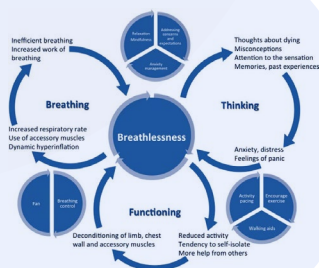 Relaxation
Mindfulness
Addressing
concerns and
expectations
Anxiety
management
Inefficient breathing
Increased work of
breathing
Thoughts about dying
Misconceptions
Attention to the sensation
Memories, past experiences
Breathing
Breathlessness
Thinking
Increased respiratory rate
Use of accessory muscles
Dynamic hyperinflation
Anxiety, distress
Feelings of panic
Fan
Breathing
control
Functioning
Activity
pacing
Encourage
exercise
Walking aids
Deconditioning of limb, chest
wall and accessory muscles
Reduced activity
Tendency to self-isolate
More help from others